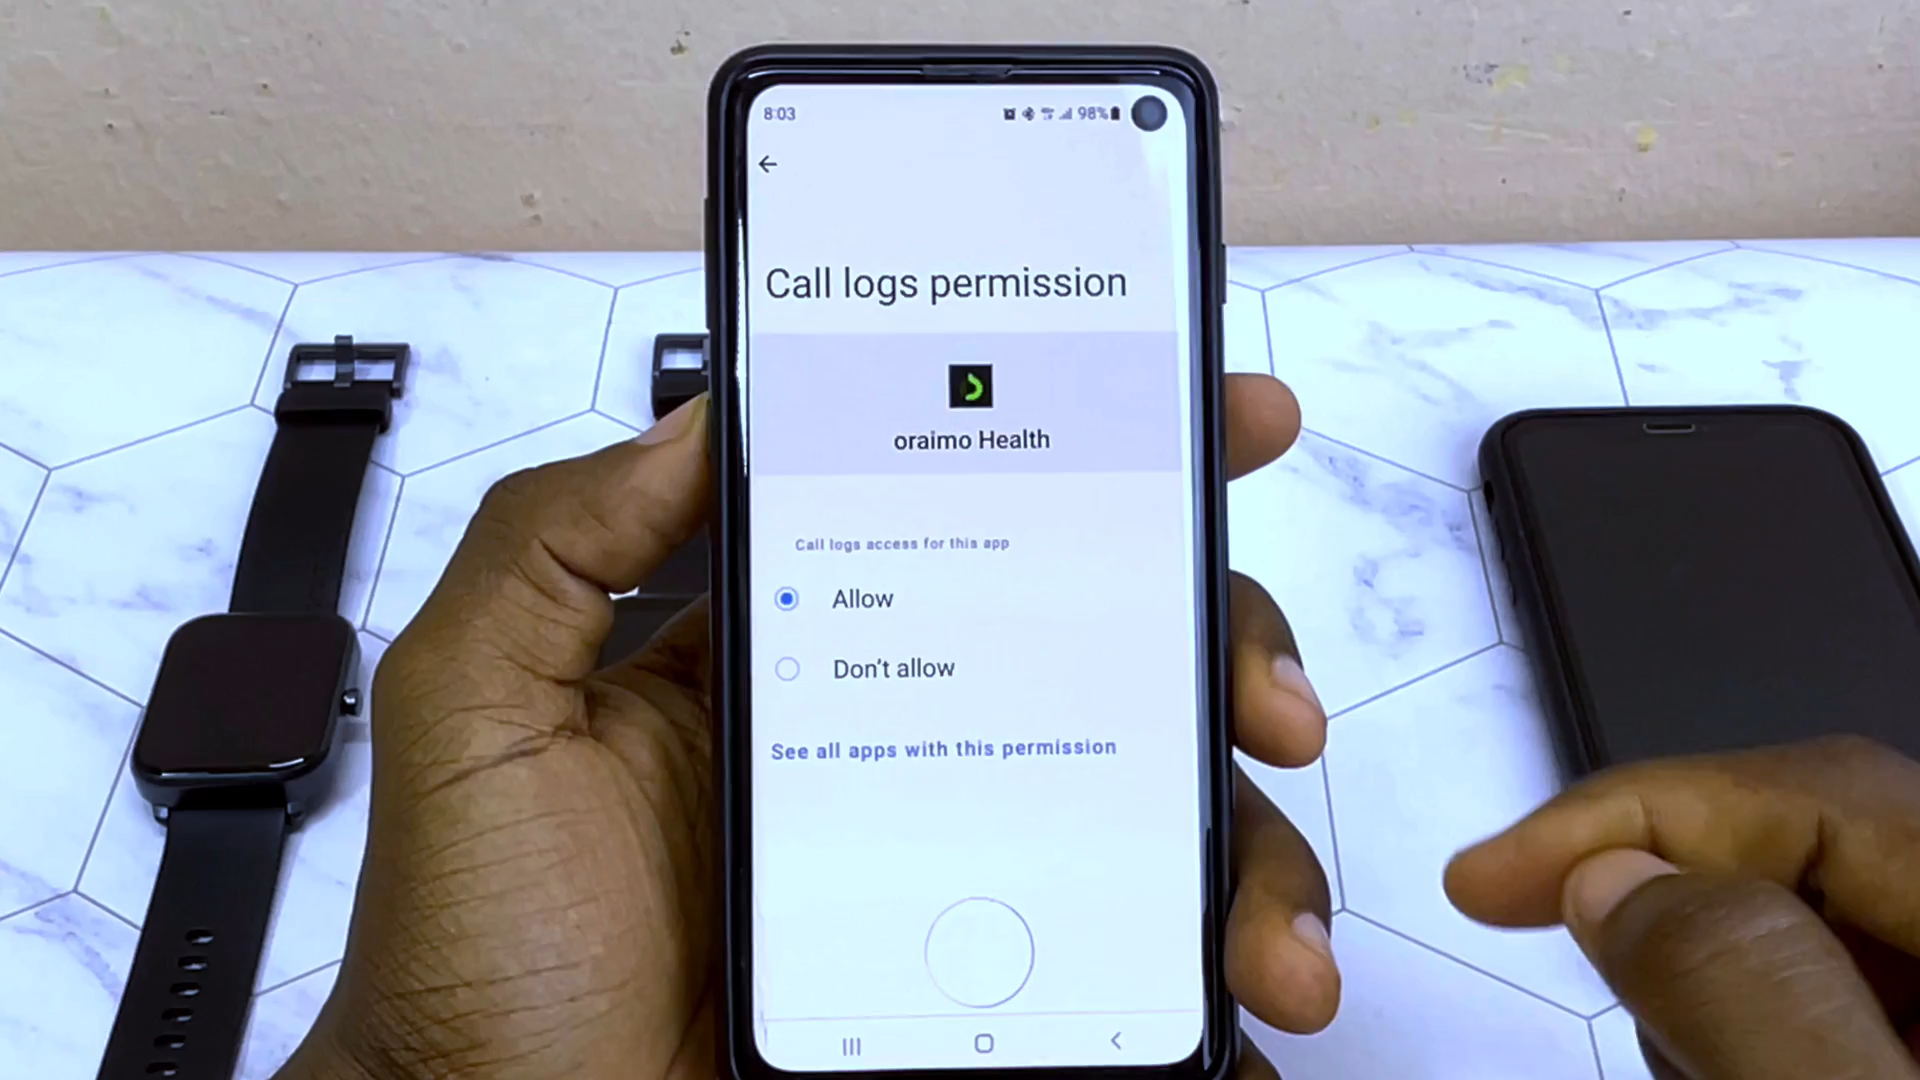 8:03
98%
Call logs permission
oraimo Health
Call logs access for this app
Allow
Don't allow
See all apps with this permission